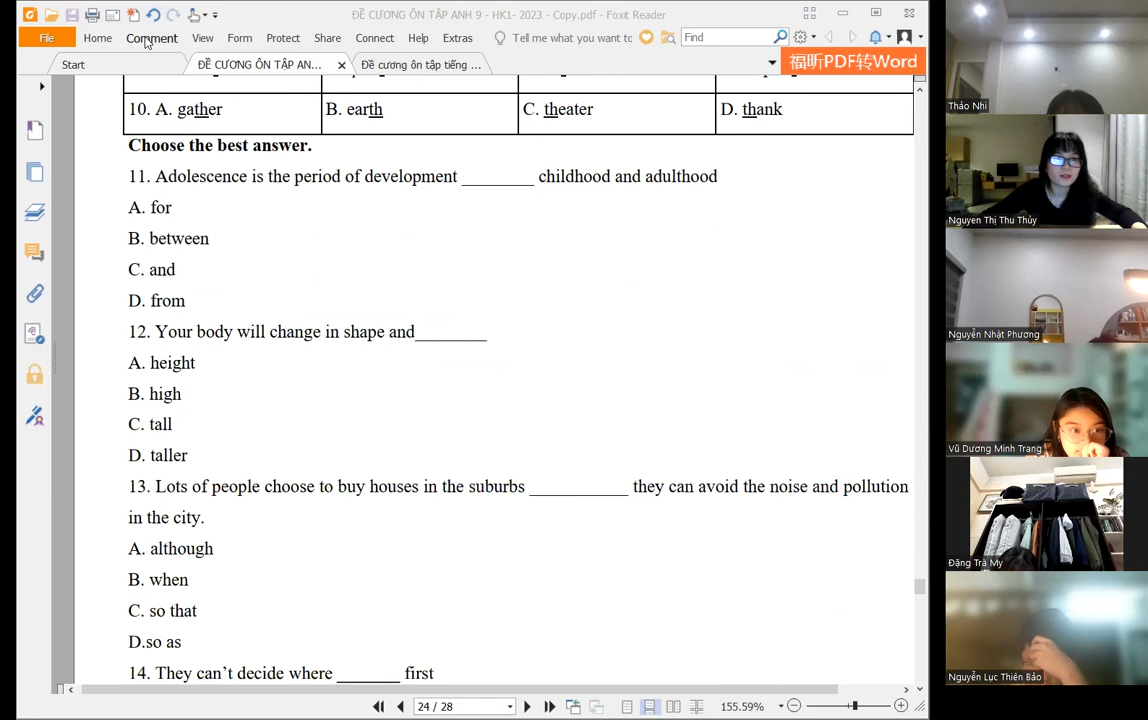 ĐỀ CƯƠNG ÔN TẬP ANH 9 - HK1- 2023 - Copy.pdf - Foxit Reader
File Home Comment View Form Protect Share Connect Help Extras Tell me what you want to Find
Start ĐỀ CƯƠNG ÔN TẬP AN... Đề cương ôn tập tiếng ... 福昕PDF转Word
10. A. gather B. earth C. theater D. thank
Choose the best answer.
11. Adolescence is the period of development ________ childhood and adulthood
A. for
B. between
C. and
D. from
12. Your body will change in shape and________
A. height
B. high
C. tall
D. taller
13. Lots of people choose to buy houses in the suburbs ___________ they can avoid the noise and pollution
in the city.
A. although
B. when
C. so that
D.so as
14. They can't decide where _______ first
24 / 28 155.59%
Thảo Nhi
Nguyen Thị Thu Thủy
Nguyễn Nhật Phương
Vũ Dương Minh Trang
Đặng Trà My
Nguyễn Lục Thiên Bảo